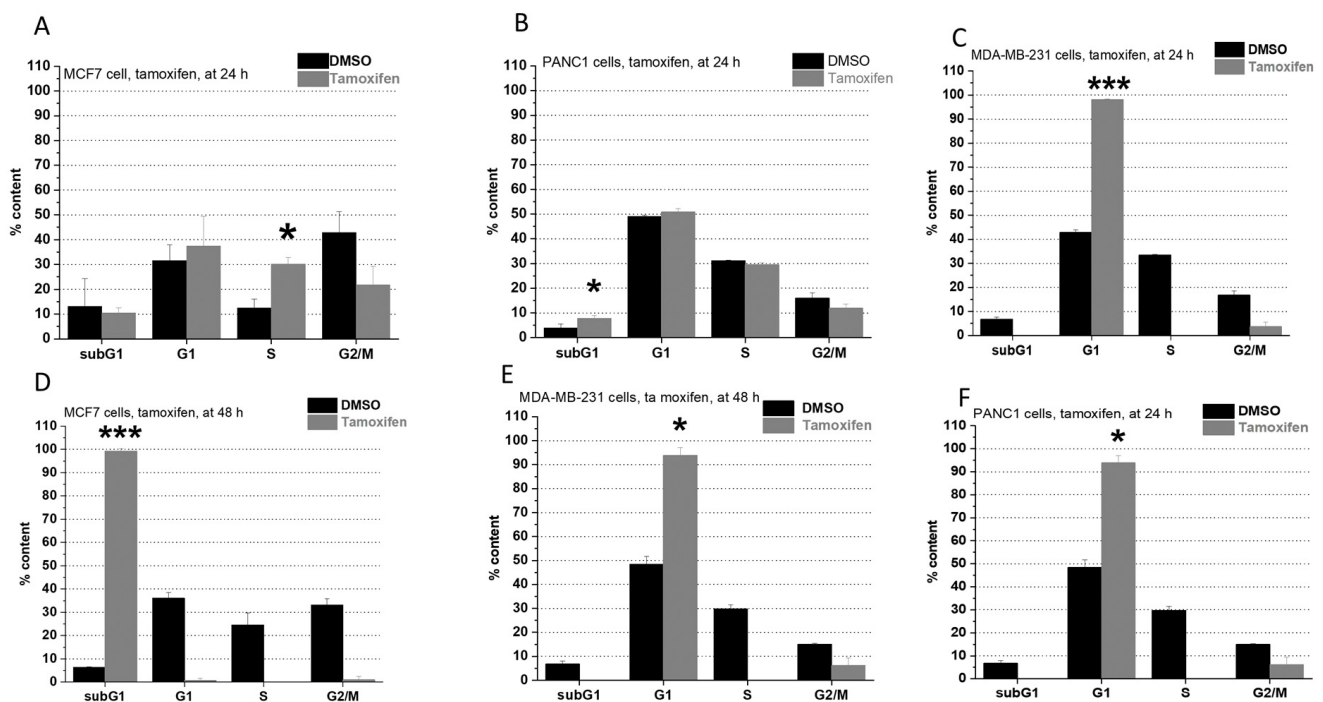 A
DMSO
Tamoxifen
MCF7 cell, tamoxifen, at 24 h
110
100
90
80
70
60
50
40
30
20
10
0
% content
*
subG1 G1 S G2/M
B
DMSO
Tamoxifen
PANC1 cells, tamoxifen, at 24 h
110
100
90
80
70
60
50
40
30
20
10
0
% content
*
subG1 G1 S G2/M
C
DMSO
Tamoxifen
MDA-MB-231 cells, tamoxifen, at 24 h
110
100
90
80
70
60
50
40
30
20
10
0
% content
***
subG1 G1 S G2/M
D
DMSO
Tamoxifen
MCF7 cells, tamoxifen, at 48 h
110
100
90
80
70
60
50
40
30
20
10
0
% content
***
subG1 G1 S G2/M
E
MDA-MB-231 cells, ta moxifen, at 48 h
DMSO
Tamoxifen
110
100
90
80
70
60
50
40
30
20
10
0
% content
*
subG1 G1 S G2/M
F
DMSO
Tamoxifen
PANC1 cells, tamoxifen, at 24 h
110
100
90
80
70
60
50
40
30
20
10
0
% content
*
subG1 G1 S G2/M